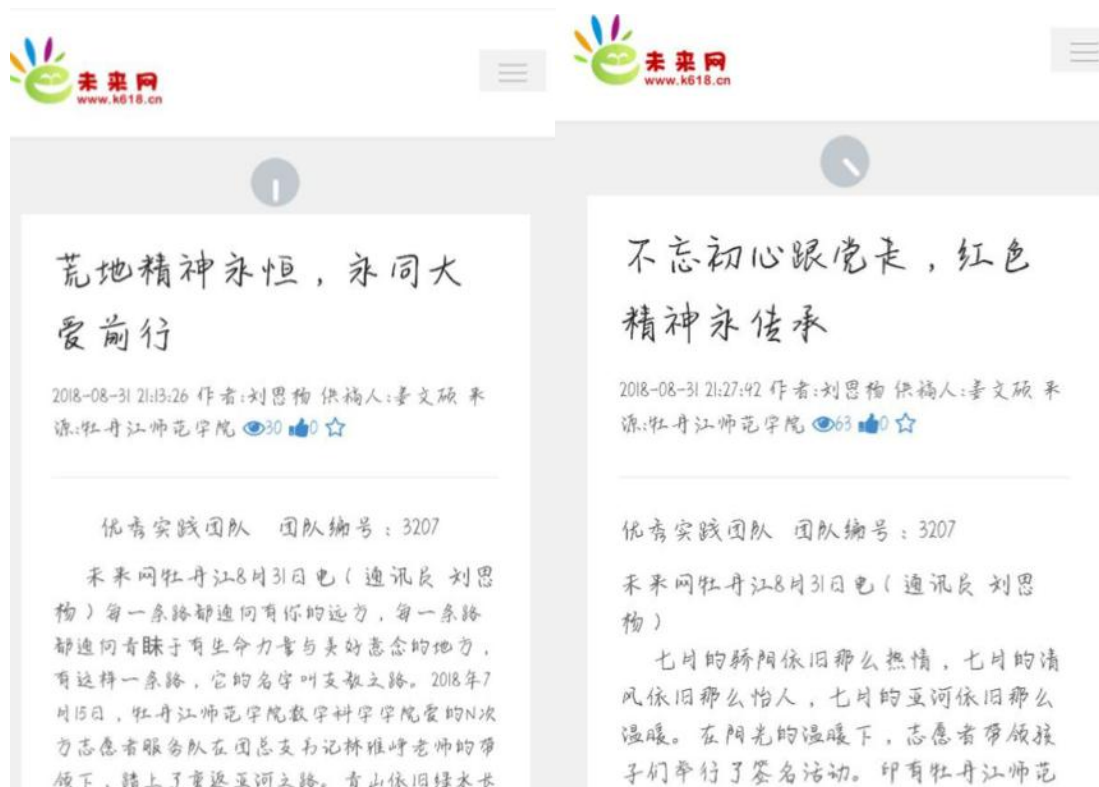 未来网
www.k618.cn
荒地精神永恒，永同大
爱前行
2018-08-31 21:13:26 作者:刘思杨 供稿人:姜文硕 来
源:牡丹江师范学院 30 0
优秀实践团队 团队编号：3207
未来网牡丹江8月31日电（通讯员 刘思
杨）每一条路都通向有你的远方，每一条路
都通向青睐于有生命力量与美好意念的地方，
有这样一条路，它的名字叫支教之路。2018年7
月15日，牡丹江师范学院数学科学学院爱的N次
方志愿者服务队在团总支书记林雅峥老师的带
领下，踏上了重返亚河之路。青山依旧绿水长
未来网
www.k618.cn
不忘初心跟党走，红色
精神永传承
2018-08-31 21:27:42 作者:刘思杨 供稿人:姜文硕 来
源:牡丹江师范学院 63 0
优秀实践团队 团队编号：3207
未来网牡丹江8月31日电（通讯员 刘思
杨）
七月的骄阳依旧那么热情，七月的清
风依旧那么怡人，七月的亚河依旧那么
温暖。在阳光的温暖下，志愿者带领孩
子们举行了签名活动。印有牡丹江师范